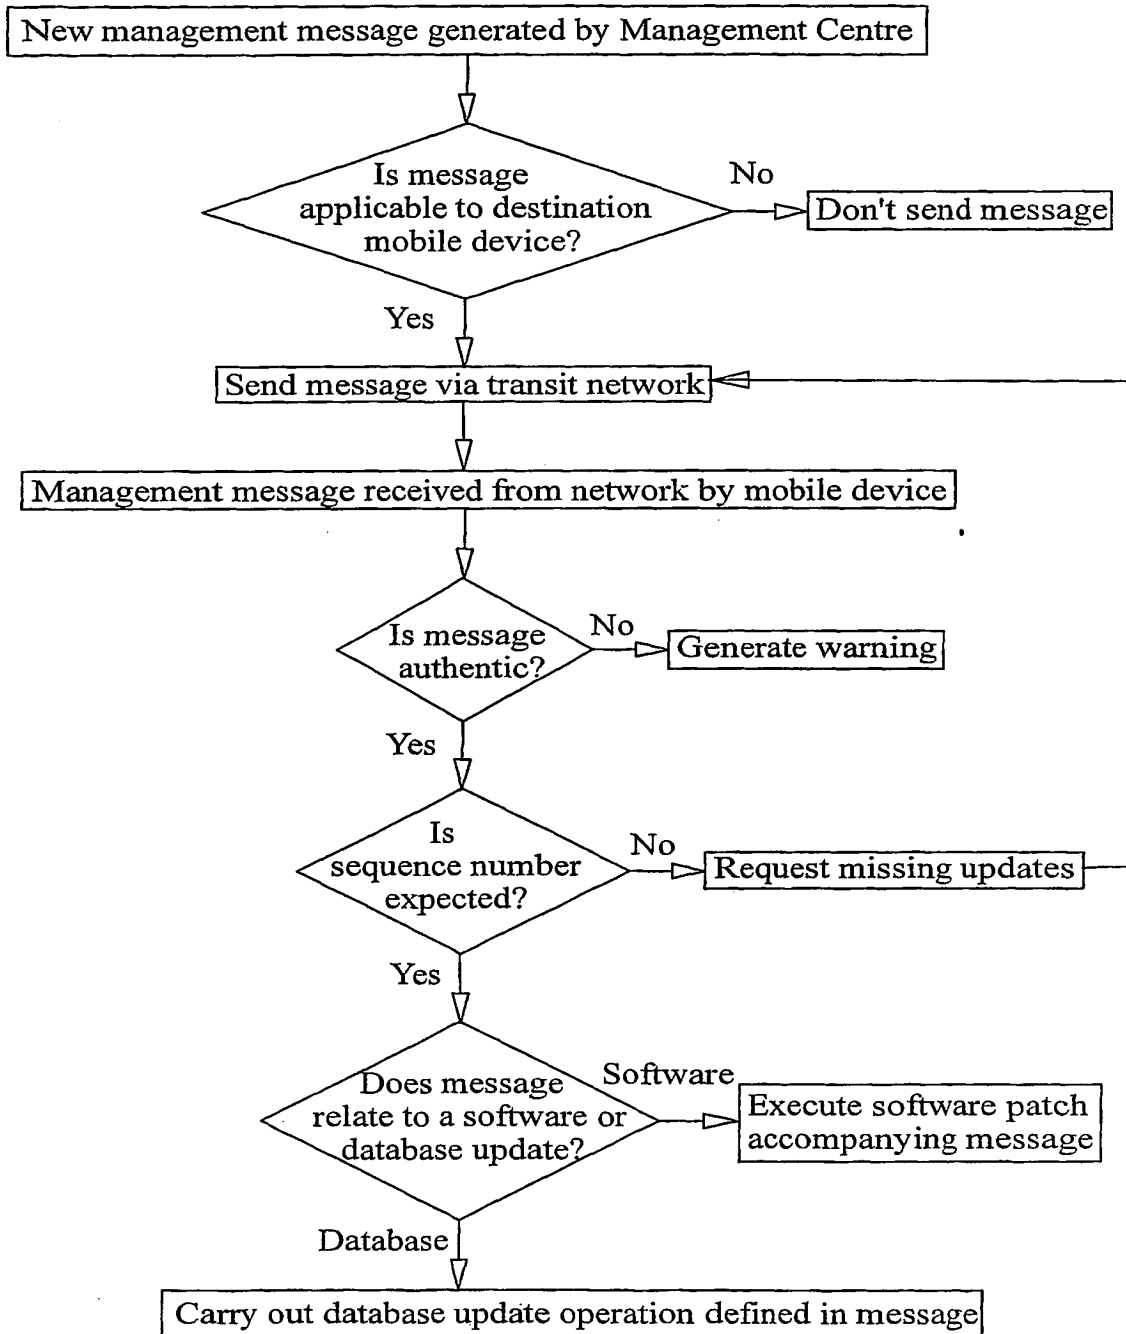 New management message generated by Management Centre
Is message
applicable to destination
mobile device?
No
Don't send message
Yes
Send message via transit network
Management message received from network by mobile device
Is message
authentic?
No
Generate warning
Yes
Is
sequence number
expected?
No
Request missing updates
Yes
Does message
relate to a software or
database update?
Software
Execute software patch
accompanying message
Database
Carry out database update operation defined in message